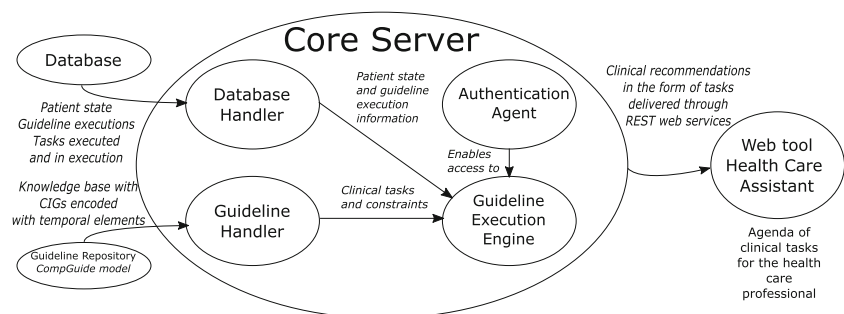 Core Server
Database
Patient state
Guideline executions
Tasks executed
and in execution
Knowledge base with
CIGs encoded
with temporal elements
Guideline Repository
CompGuide model
Database
Handler
Guideline
Handler
Patient state
and guideline
execution
information
Clinical tasks
and constraints
Authentication
Agent
Enables
access to
Guideline
Execution
Engine
Clinical recommendations
in the form of tasks
delivered through
REST web services
Web tool
Health Care
Assistant
Agenda of
clinical tasks
for the health
care
professional